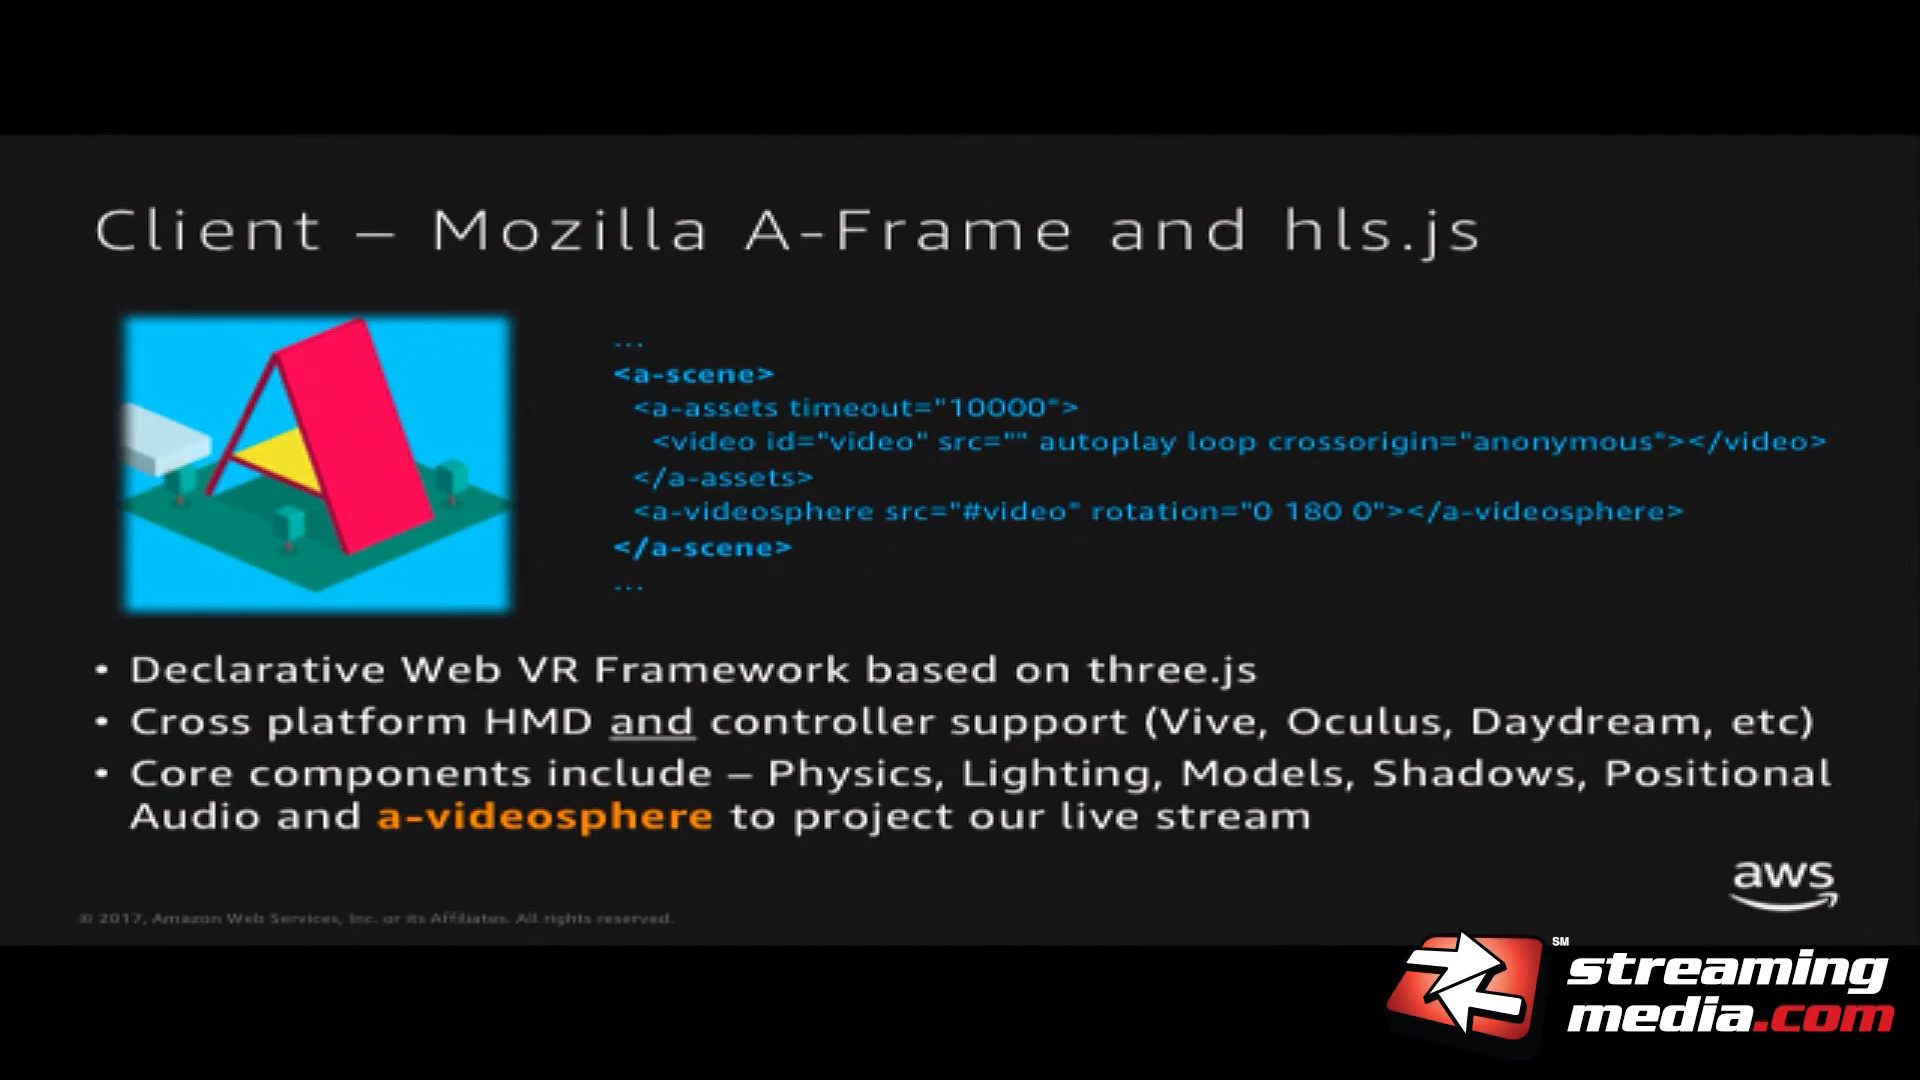 Client – Mozilla A-Frame and hls.js
...
<a-scene>
<a-assets timeout="10000">
<video id="video" src="" autoplay loop crossorigin="anonymous"></video>
</a-assets>
<a-videosphere src="#video" rotation="0 180 0"></a-videosphere>
</a-scene>
...
• Declarative Web VR Framework based on three.js
• Cross platform HMD and controller support (Vive, Oculus, Daydream, etc)
• Core components include – Physics, Lighting, Models, Shadows, Positional
Audio and a-videosphere to project our live stream
aws
© 2017, Amazon Web Services, Inc. or its Affiliates. All rights reserved.
SM
streaming
media.com